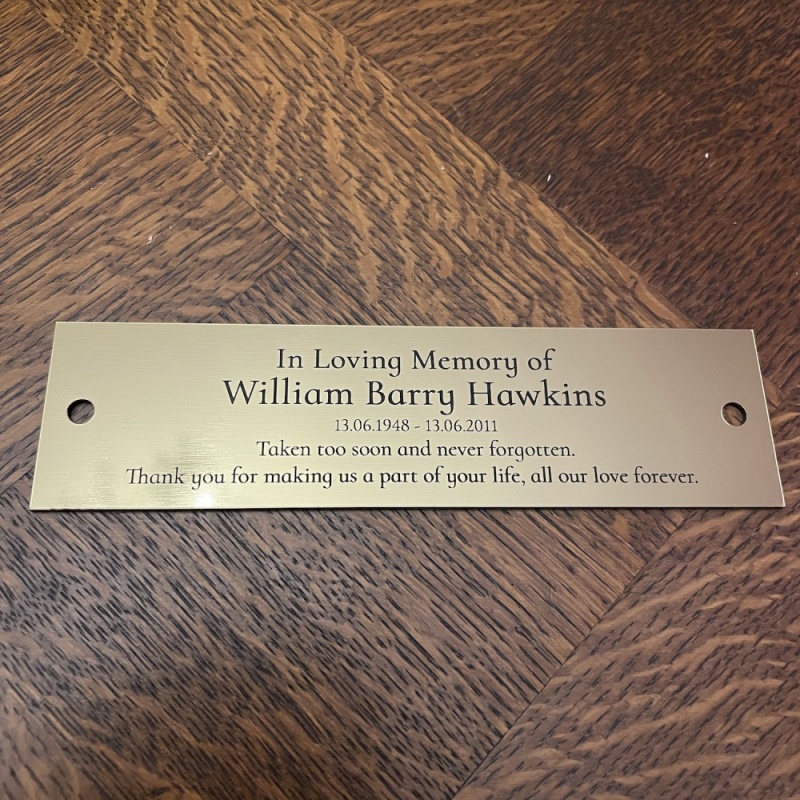 In Loving Memory of
William Barry Hawkins
13.06.1948 - 13.06.2011
Taken too soon and never forgotten.
Thank you for making us a part of your life, all our love forever.